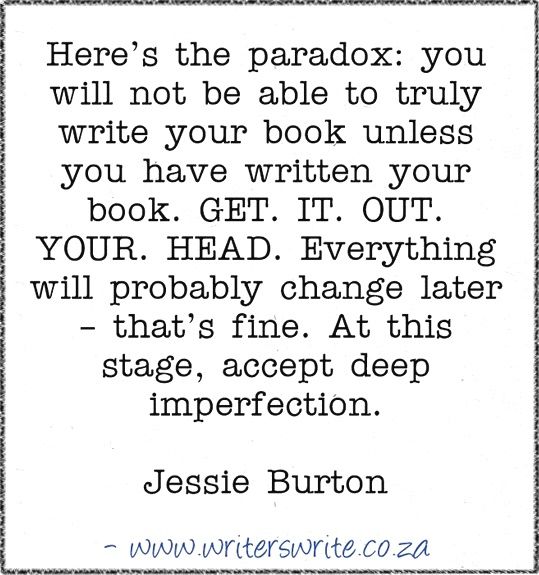 Here's the paradox: you
will not be able to truly
write your book unless
you have written your
book. GET. IT. OUT.
YOUR. HEAD. Everything
will probably change later
– that's fine. At this
stage, accept deep
imperfection.
Jessie Burton
- www.writerswrite.co.za